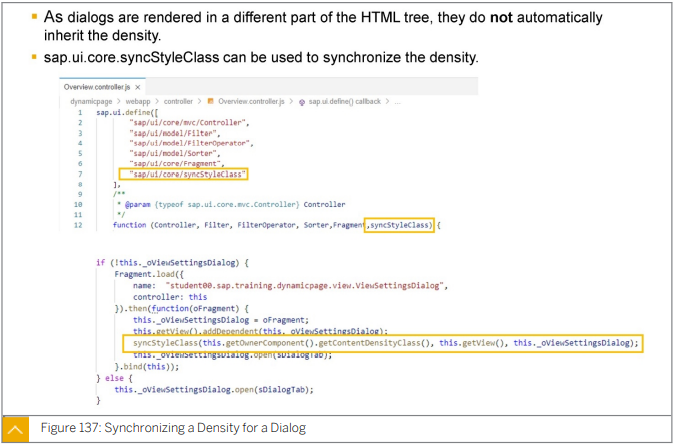 As dialogs are rendered in a different part of the HTML tree, they do not automatically
inherit the density.
sap.ui.core.syncStyleClass can be used to synchronize the density.
Overview.controller.js ×
dynamicpage > webapp > controller > Overview.controller.js > sap.ui.define() callback > ...
1 sap.ui.define([
2 "sap/ui/core/mvc/Controller",
3 "sap/ui/model/Filter",
4 "sap/ui/model/FilterOperator",
5 "sap/ui/model/Sorter",
6 "sap/ui/core/Fragment",
7 "sap/ui/core/syncStyleClass"
8 ],
9 /**
10 * @param {typeof sap.ui.core.mvc.Controller} Controller
11 */
12 function (Controller, Filter, FilterOperator, Sorter,Fragment,syncStyleClass) {
if (!this._oViewSettingsDialog) {
Fragment.load({
name: "student00.sap.training.dynamicpage.view.ViewSettingsDialog",
controller: this
}).then(function(oFragment) {
this._oViewSettingsDialog = oFragment;
this.getView().addDependent(this._oViewSettingsDialog);
syncStyleClass(this.getOwnerComponent().getContentDensityClass(), this.getView(), this._oViewSettingsDialog);
this._oViewSettingsDialog.open(sDialogTab);
}.bind(this));
} else {
this._oViewSettingsDialog.open(sDialogTab);
}
Figure 137: Synchronizing a Density for a Dialog